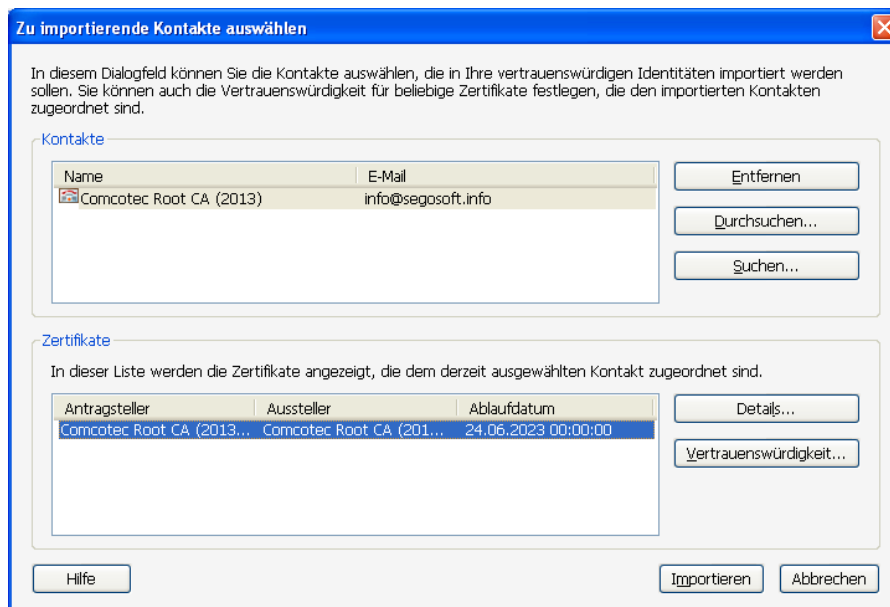 Zu importierende Kontakte auswählen
In diesem Dialogfeld können Sie die Kontakte auswählen, die in Ihre vertrauenswürdigen Identitäten importiert werden
sollen. Sie können auch die Vertrauenswürdigkeit für beliebige Zertifikate festlegen, die den importierten Kontakten
zugeordnet sind.
Kontakte
Name E-Mail
Comcotec Root CA (2013) info@segosoft.info
Entfernen
Durchsuchen...
Suchen...
Zertifikate
In dieser Liste werden die Zertifikate angezeigt, die dem derzeit ausgewählten Kontakt zugeordnet sind.
Antragsteller Aussteller Ablaufdatum
Comcotec Root CA (2013... Comcotec Root CA (201... 24.06.2023 00:00:00
Details...
Vertrauenswürdigkeit...
Hilfe Importieren Abbrechen